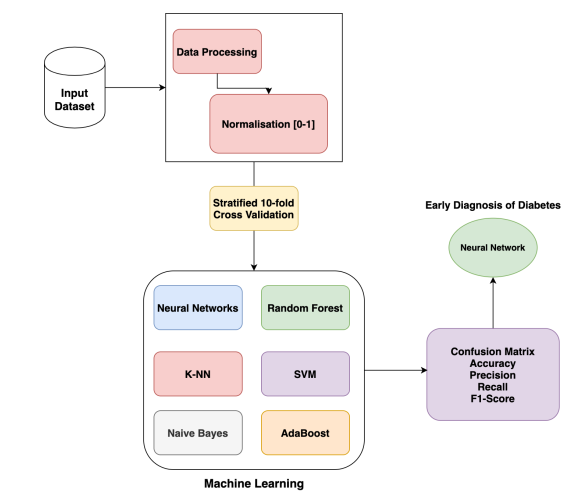 Data Processing
Input
Dataset
Normalisation [0-1]
Stratified 10-fold
Cross Validation
Early Diagnosis of Diabetes
Neural Network
Neural Networks
Random Forest
K-NN
SVM
Naive Bayes
AdaBoost
Confusion Matrix
Accuracy
Precision
Recall
F1-Score
Machine Learning